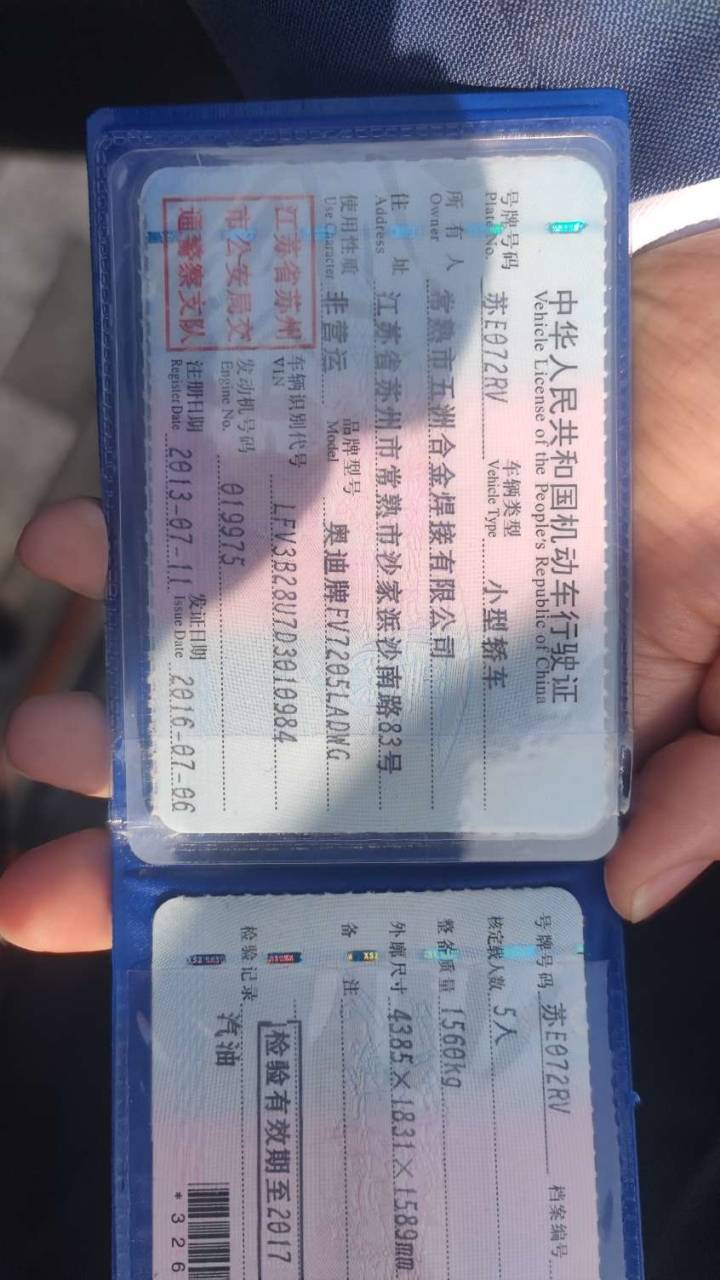 中华人民共和国机动车行驶证
Vehicle License of the People's Republic of China
号牌号码 苏E072RV 车辆类型 小型轿车
Plate No. Vehicle Type
所有人 常熟市五洲合金焊接有限公司
Owner
住址 江苏省苏州市常熟市沙家浜沙南路83号
Address
使用性质 非营运 品牌型号 奥迪牌FV7205LADWG
Use Character Model
江苏省苏州
市公安局交
通警察支队
车辆识别代号 LFV3B28U7D3010984
VIN
发动机号码 019975
Engine No.
注册日期 2013-07-11 发证日期 2016-07-06
Register Date Issue Date
号牌号码 苏E072RV 档案编号
核定载人数 5人
整备质量 1560kg
外廓尺寸 4385×1831×1589mm
备注
检验有效期至2017
检验记录 汽油
*326